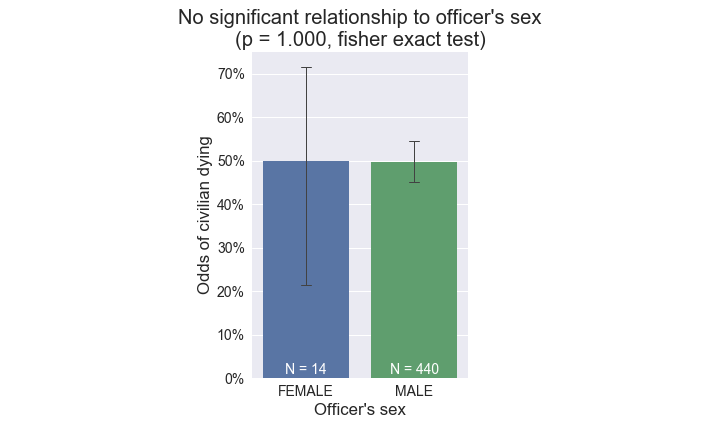 No significant relationship to officer's sex
(p = 1.000, fisher exact test)
Odds of civilian dying
70%
60%
50%
40%
30%
20%
10%
0%
N = 14
N = 440
FEMALE
MALE
Officer's sex